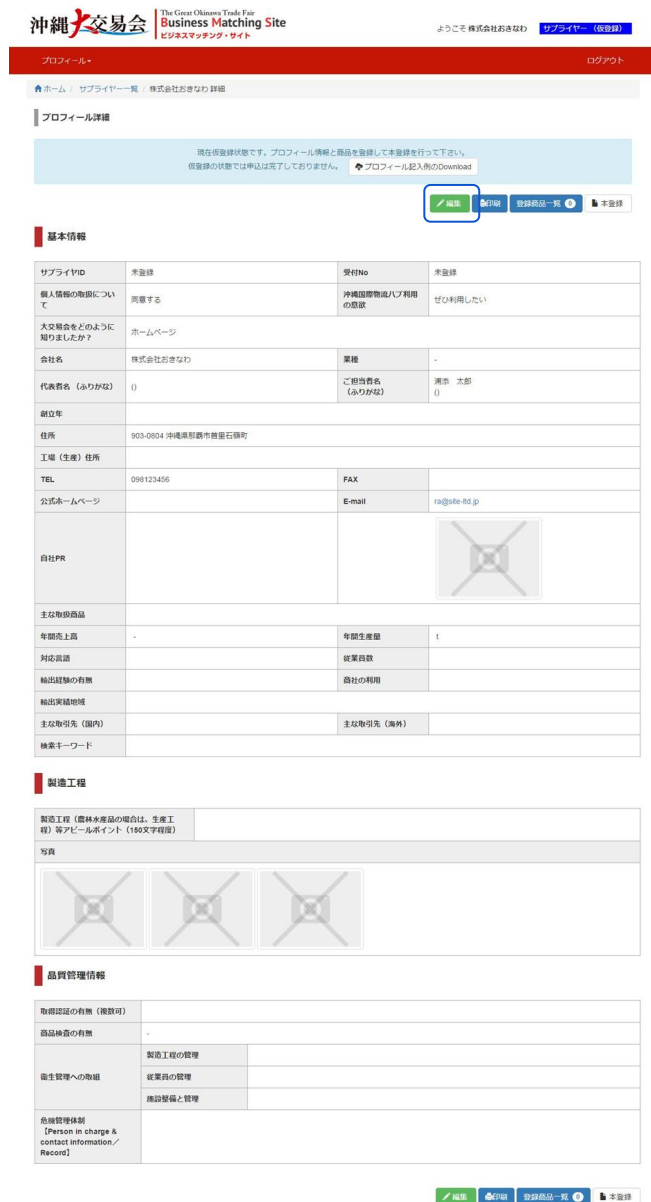 沖縄大交易会
The Great Okinawa Trade Fair
Business Matching Site
ビジネスマッチング・サイト
ようこそ 株式会社おきなわ サプライヤー （仮登録）
プロフィール ログアウト
ホーム / サプライヤー一覧 / 株式会社おきなわ 詳細
プロフィール詳細
現在仮登録状態です。プロフィール情報と商品を登録して本登録を行って下さい。
仮登録の状態では申込は完了しておりません。 プロフィール記入例のDownload
編集 印刷 登録商品一覧 0 本登録
基本情報
サプライヤID 未登録 受付No 未登録
個人情報の取扱について 同意する 沖縄国際物流ハブ利用の意欲 ぜひ利用したい
大交易会をどのように知りましたか？ ホームページ
会社名 株式会社おきなわ 業種 -
代表者名 （ふりがな） () ご担当者名（ふりがな） 浦添 太郎 ()
創立年
住所 903-0804 沖縄県那覇市首里石嶺町
工場（生産）住所
TEL 098123456 FAX
公式ホームページ E-mail ra@site-ltd.jp
自社PR
主な取扱商品
年間売上高 - 年間生産量 t
対応言語 従業員数
輸出経験の有無 商社の利用
輸出実績地域
主な取引先（国内） 主な取引先（海外）
検索キーワード
製造工程
製造工程（農林水産品の場合は、生産工
程）等アピールポイント（150文字程度）
写真
品質管理情報
取得認証の有無（複数可）
商品検査の有無 -
衛生管理への取組 製造工程の管理
従業員の管理
施設整備と管理
危機管理体制
【Person in charge &
contact information／
Record】
編集 印刷 登録商品一覧 0 本登録